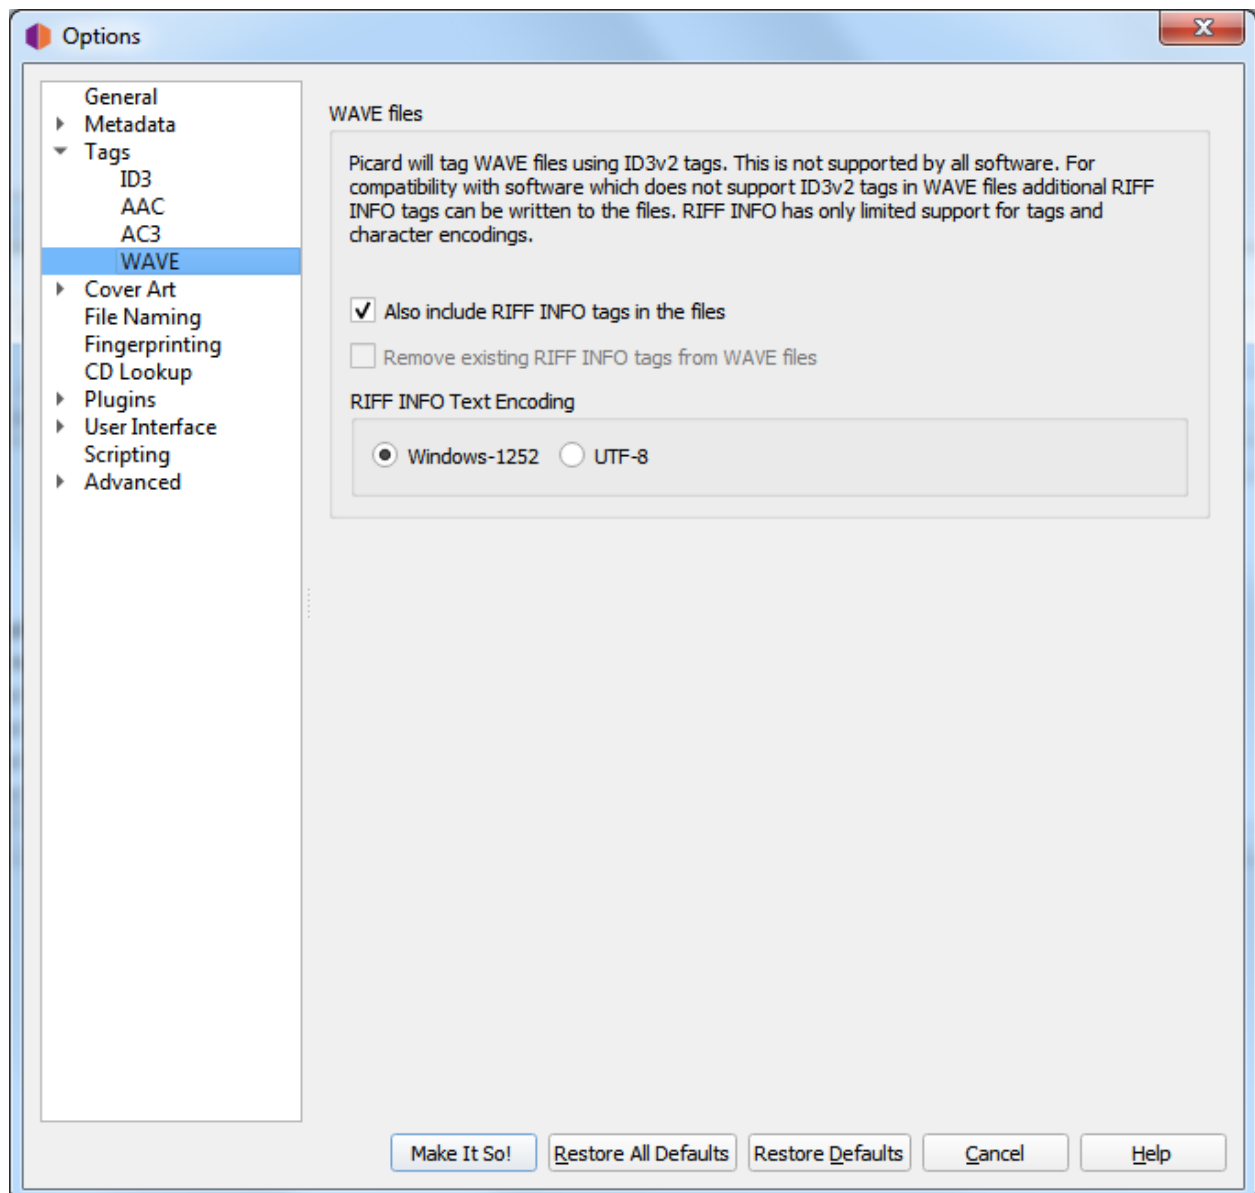 Options
General
Metadata
Tags
ID3
AAC
AC3
WAVE
Cover Art
File Naming
Fingerprinting
CD Lookup
Plugins
User Interface
Scripting
Advanced
WAVE files
Picard will tag WAVE files using ID3v2 tags. This is not supported by all software. For
compatibility with software which does not support ID3v2 tags in WAVE files additional RIFF
INFO tags can be written to the files. RIFF INFO has only limited support for tags and
character encodings.
Also include RIFF INFO tags in the files
Remove existing RIFF INFO tags from WAVE files
RIFF INFO Text Encoding
Windows-1252 UTF-8
Make It So! Restore All Defaults Restore Defaults Cancel Help